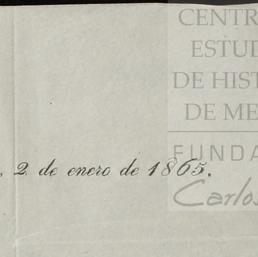 CENTR
ESTUD
DE HIST
DE ME
FUNDA
, 2 de enero de 1865.
Carlos